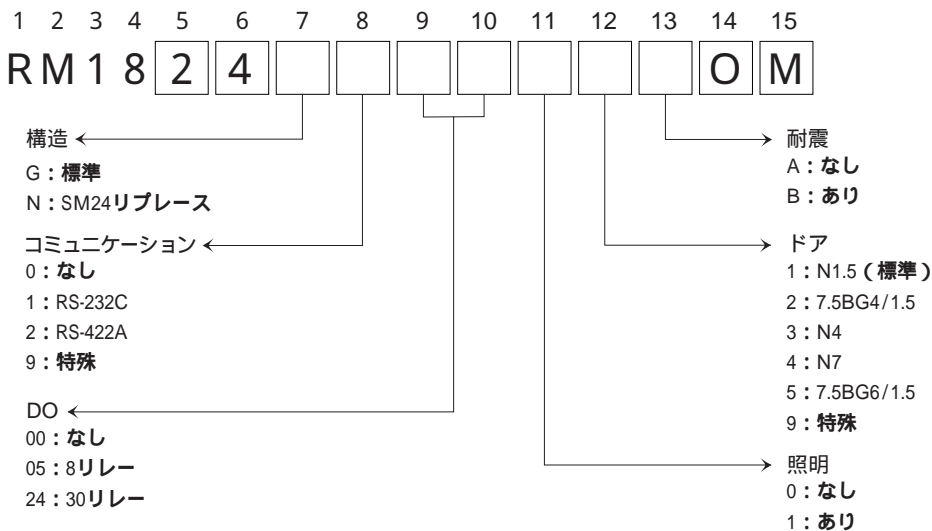 1 2 3 4 5 6 7 8 9 10 11 12 13 14 15
R M 1 8 2 4 O M
構造
G：標準
N：SM24リプレース
コミュニケーション
0：なし
1：RS-232C
2：RS-422A
9：特殊
DO
00：なし
05：8リレー
24：30リレー
耐震
A：なし
B：あり
ドア
1：N1.5（標準）
2：7.5BG4/1.5
3：N4
4：N7
5：7.5BG6/1.5
9：特殊
照明
0：なし
1：あり